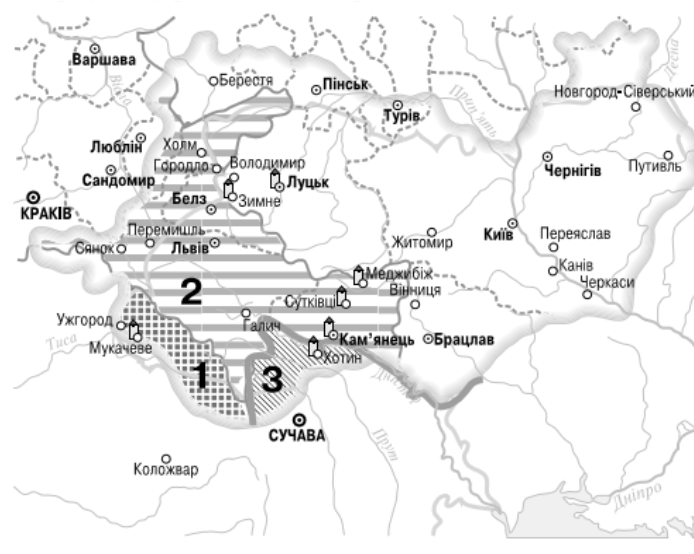 Варшава
Вісла
Берестя
Пінськ
Турів
Прип'ять
Десна
Новгород-Сіверський
Люблін
Холм
Городло
Володимир
Чернігів
Путивль
Сандомир
Луцьк
Зимне
КРАКІВ
Белз
Сянок
Перемишль
Львів
Житомир
Київ
Переяслав
Канів
Черкаси
2
Меджибіж
Сутківці
Вінниця
Ужгород
Галич
Тиса
Мукачеве
Кам'янець
Брацлав
1
3
Хотин
Дністер
СУЧАВА
Прут
Коложвар
Дніпро